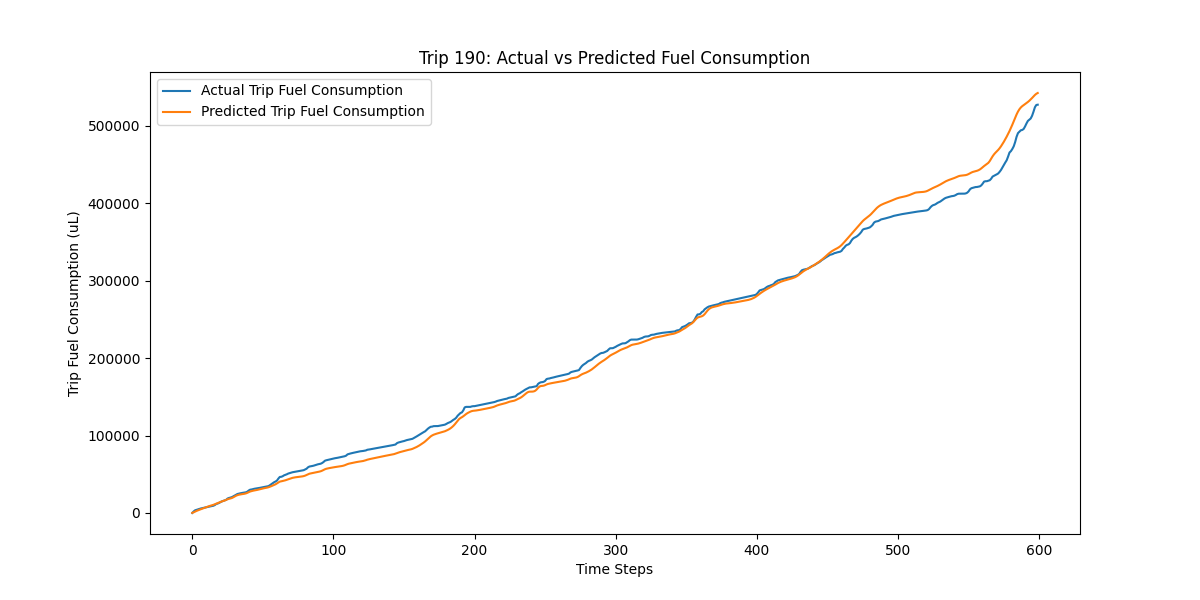 Trip 190: Actual vs Predicted Fuel Consumption
Actual Trip Fuel Consumption
Predicted Trip Fuel Consumption
Trip Fuel Consumption (uL)
500000
400000
300000
200000
100000
0
0 100 200 300 400 500 600
Time Steps